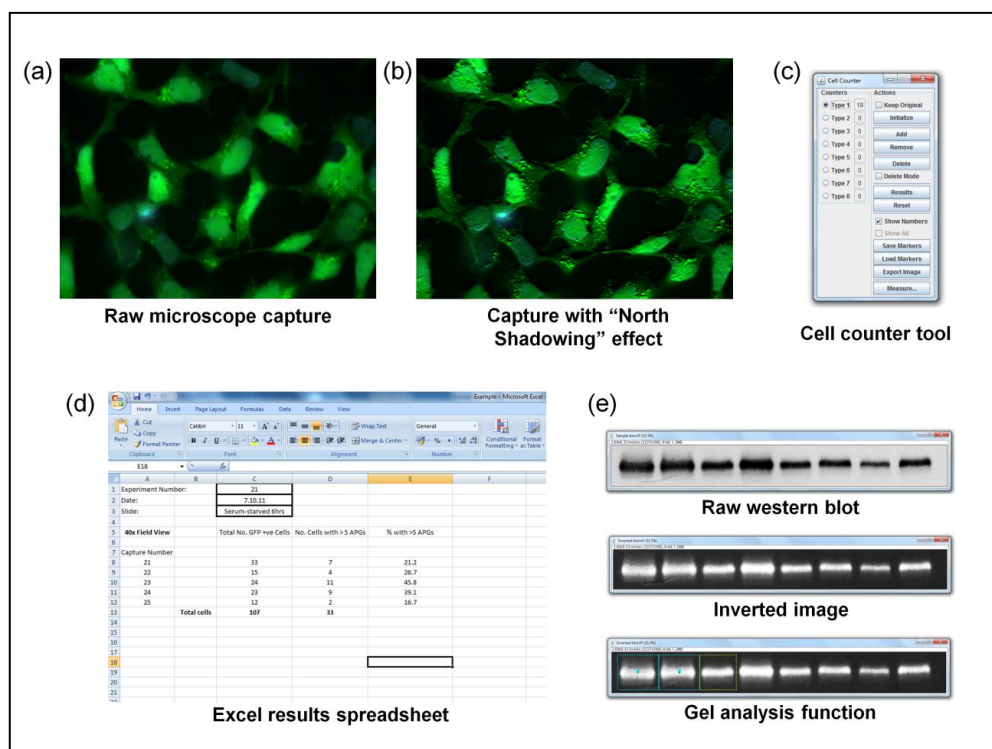 (a)
(b)
(c)
Raw microscope capture
Capture with “North
Shadowing” effect
Cell Counter
Counters
Actions
Type 1 18
Keep Original
Type 2 0
Initialize
Type 3 0
Add
Type 4 0
Remove
Type 5 0
Delete
Type 6 0
Delete Mode
Type 7 0
Results
Type 8 0
Reset
Show Numbers
Show All
Save Markers
Load Markers
Export Image
Measure...
Cell counter tool
(d)
Example - Microsoft Excel
Home Insert Page Layout Formulas Data Review View
Cut
Copy
Format Painter
Paste
Clipboard
Calibri 11
B I U
Font
Wrap Text
Merge & Center
Alignment
General
Number
Conditional
Formatting
Format
as Table
E18
A B C D E F
1 Experiment Number: 21
2 Date: 7.10.11
3 Slide: Serum-starved 6hrs
4
5 40x Field View Total No. GFP +ve Cells No. Cells with > 5 APGs % with >5 APGs
6
7 Capture Number
8 21 33 7 21.2
9 22 15 4 26.7
10 23 24 11 45.8
11 24 23 9 39.1
12 25 12 2 16.7
13 Total cells 107 33
14
15
16
17
18
19
20
21
Excel results spreadsheet
(e)
Raw western blot
Inverted image
Gel analysis function